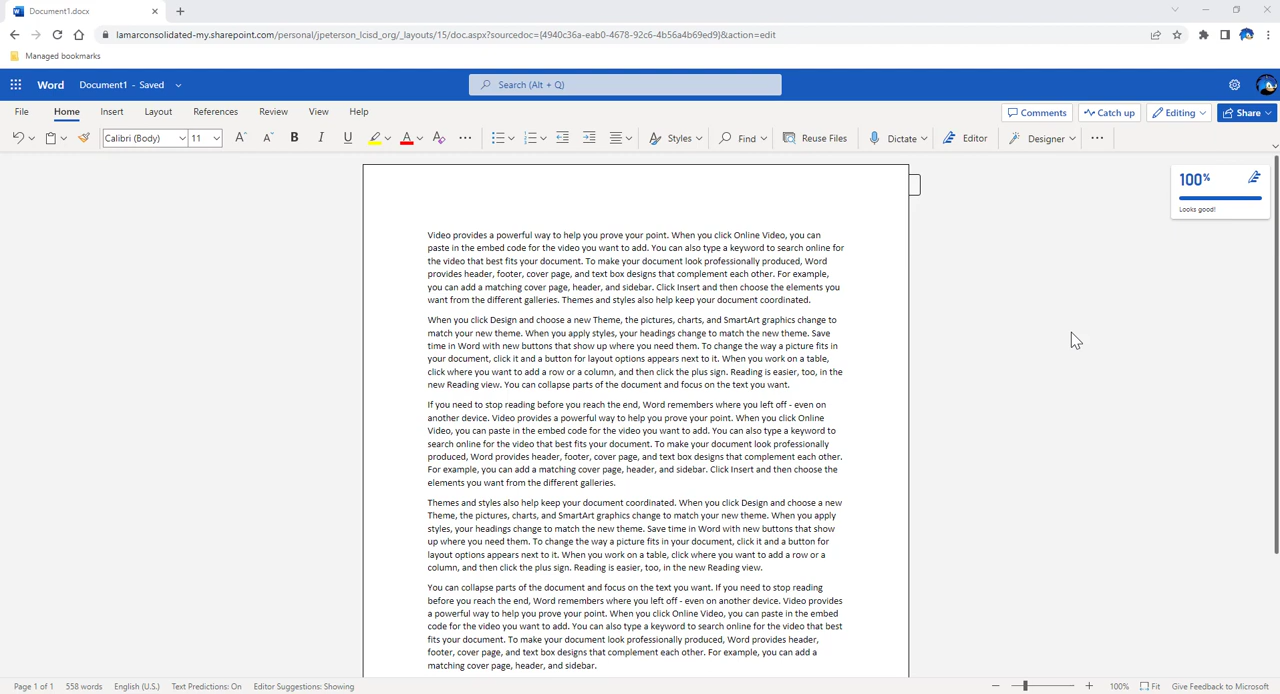 Document1.docx
lamarconsolidated-my.sharepoint.com/personal/jpeterson_lcisd_org/_layouts/15/doc.aspx?sourcedoc={4940c36a-eab0-4678-92c6-4b56a4b69ed9}&action=edit
Managed bookmarks
Word Document1 - Saved Search (Alt + Q)
File Home Insert Layout References Review View Help Comments Catch up Editing Share
Calibri (Body) 11 Styles Find Reuse Files Dictate Editor Designer
100%
Looks good!
Video provides a powerful way to help you prove your point. When you click Online Video, you can
paste in the embed code for the video you want to add. You can also type a keyword to search online for
the video that best fits your document. To make your document look professionally produced, Word
provides header, footer, cover page, and text box designs that complement each other. For example,
you can add a matching cover page, header, and sidebar. Click Insert and then choose the elements you
want from the different galleries. Themes and styles also help keep your document coordinated.
When you click Design and choose a new Theme, the pictures, charts, and SmartArt graphics change to
match your new theme. When you apply styles, your headings change to match the new theme. Save
time in Word with new buttons that show up where you need them. To change the way a picture fits in
your document, click it and a button for layout options appears next to it. When you work on a table,
click where you want to add a row or a column, and then click the plus sign. Reading is easier, too, in the
new Reading view. You can collapse parts of the document and focus on the text you want.
If you need to stop reading before you reach the end, Word remembers where you left off - even on
another device. Video provides a powerful way to help you prove your point. When you click Online
Video, you can paste in the embed code for the video you want to add. You can also type a keyword to
search online for the video that best fits your document. To make your document look professionally
produced, Word provides header, footer, cover page, and text box designs that complement each other.
For example, you can add a matching cover page, header, and sidebar. Click Insert and then choose the
elements you want from the different galleries.
Themes and styles also help keep your document coordinated. When you click Design and choose a new
Theme, the pictures, charts, and SmartArt graphics change to match your new theme. When you apply
styles, your headings change to match the new theme. Save time in Word with new buttons that show
up where you need them. To change the way a picture fits in your document, click it and a button for
layout options appears next to it. When you work on a table, click where you want to add a row or a
column, and then click the plus sign. Reading is easier, too, in the new Reading view.
You can collapse parts of the document and focus on the text you want. If you need to stop reading
before you reach the end, Word remembers where you left off - even on another device. Video provides
a powerful way to help you prove your point. When you click Online Video, you can paste in the embed
code for the video you want to add. You can also type a keyword to search online for the video that best
fits your document. To make your document look professionally produced, Word provides header,
footer, cover page, and text box designs that complement each other. For example, you can add a
matching cover page, header, and sidebar.
Page 1 of 1 558 words English (U.S.) Text Predictions: On Editor Suggestions: Showing 100% Fit Give Feedback to Microsoft